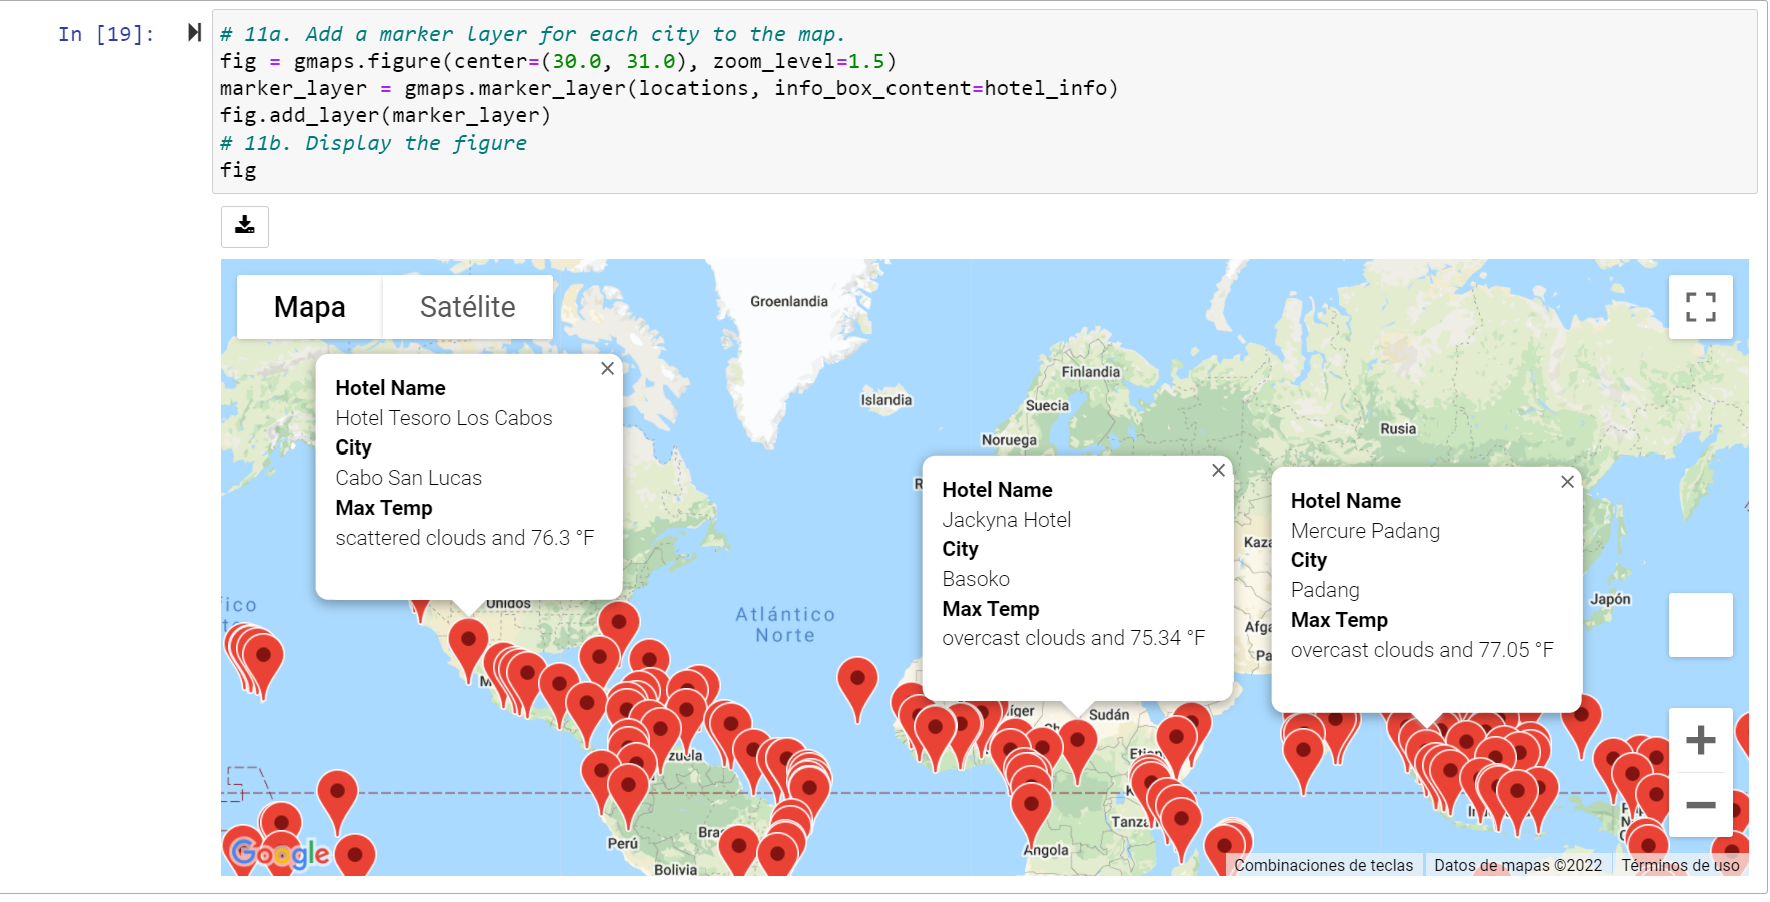 In [19]:
# 11a. Add a marker layer for each city to the map.
fig = gmaps.figure(center=(30.0, 31.0), zoom_level=1.5)
marker_layer = gmaps.marker_layer(locations, info_box_content=hotel_info)
fig.add_layer(marker_layer)
# 11b. Display the figure
fig
Mapa
Satélite
Groenlandia
Islandia
Finlandia
Suecia
Noruega
Rusia
Hotel Name
Hotel Tesoro Los Cabos
City
Cabo San Lucas
Max Temp
scattered clouds and 76.3 °F
Hotel Name
Jackyna Hotel
City
Basoko
Max Temp
overcast clouds and 75.34 °F
Hotel Name
Mercure Padang
City
Padang
Max Temp
overcast clouds and 77.05 °F
Unidos
Atlántico
Norte
Kaza
Afga
Pa
Japón
Sudán
íger
Etio
zuela
Bra
Perú
Bolivia
Tanza
Angola
Google
Combinaciones de teclas
Datos de mapas ©2022
Términos de uso